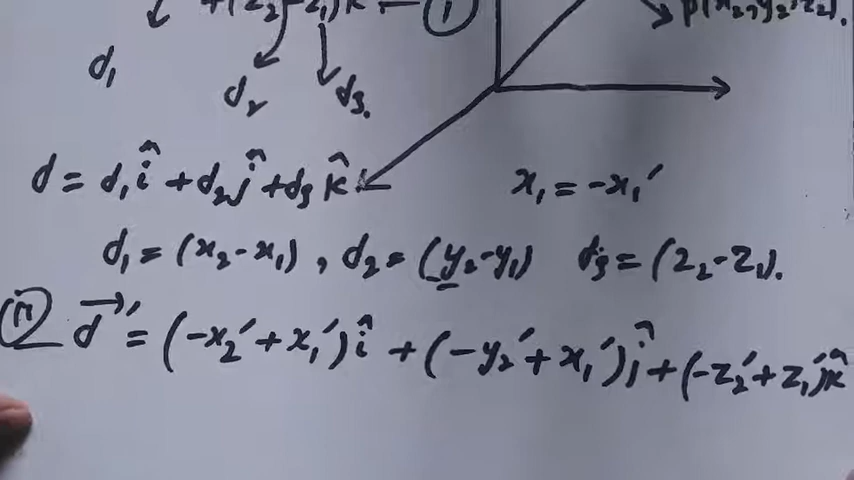 +(z₂-z₁)k̂ — ①
p(x₂,y₂,z₂).
d₁
d₂
d₃.
d = d₁î + d₂ĵ + d₃k̂
x₁ = -x₁′
d₁ = (x₂-x₁), d₂ = (y₂-y₁) d₃ = (z₂-z₁).
ⓘⓘ d⃗′ = (-x₂′+x₁′)î + (-y₂′+x₁′)ĵ + (-z₂′+z₁′)k̂